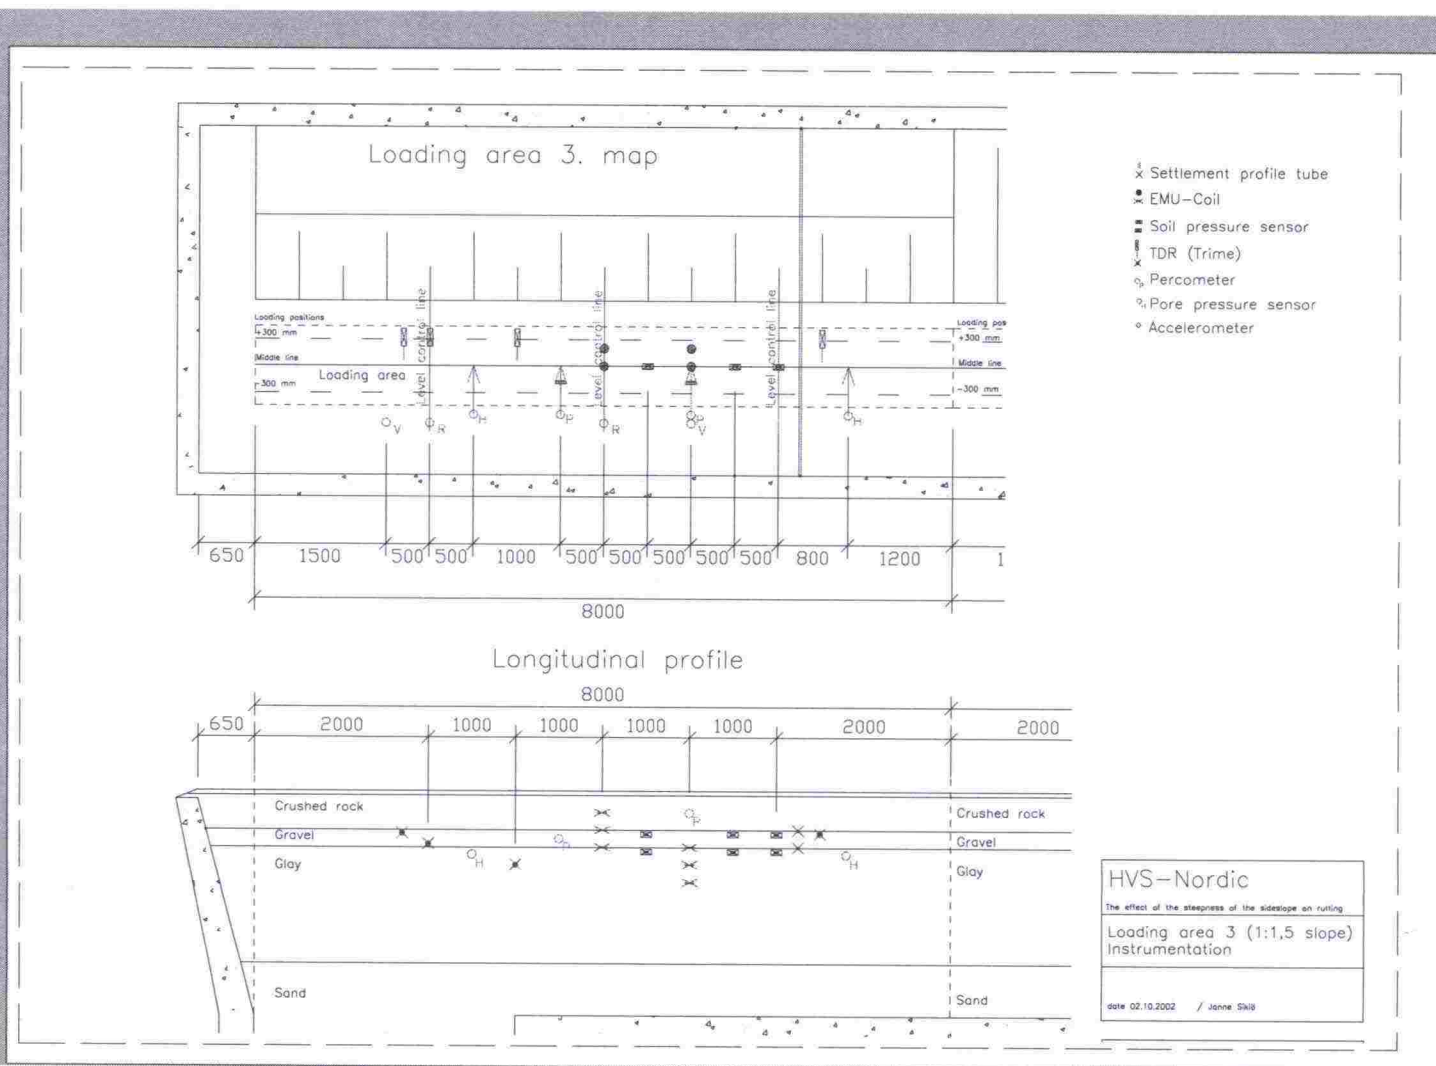 Loading area 3. map
Settlement profile tube
EMU-Coil
Soil pressure sensor
TDR (Trime)
P Percometer
H Pore pressure sensor
Accelerometer
Level control line
Level control line
Level control line
Loading positions
+300 mm
Middle line
Loading area
-300 mm
Loading pos
+300 mm
Middle line
-300 mm
V R H P R P V H
650 1500 500 500 1000 500 500 500 500 500 800 1200 1
8000
Longitudinal profile
8000
650 2000 1000 1000 1000 1000 2000 2000
Crushed rock Crushed rock
Gravel Gravel
Glay Glay
H P P H
Sand Sand
HVS-Nordic
The effect of the steepness of the sideslope on rutting
Loading area 3 (1:1,5 slope)
Instrumentation
date 02.10.2002 / Janne Sikiö